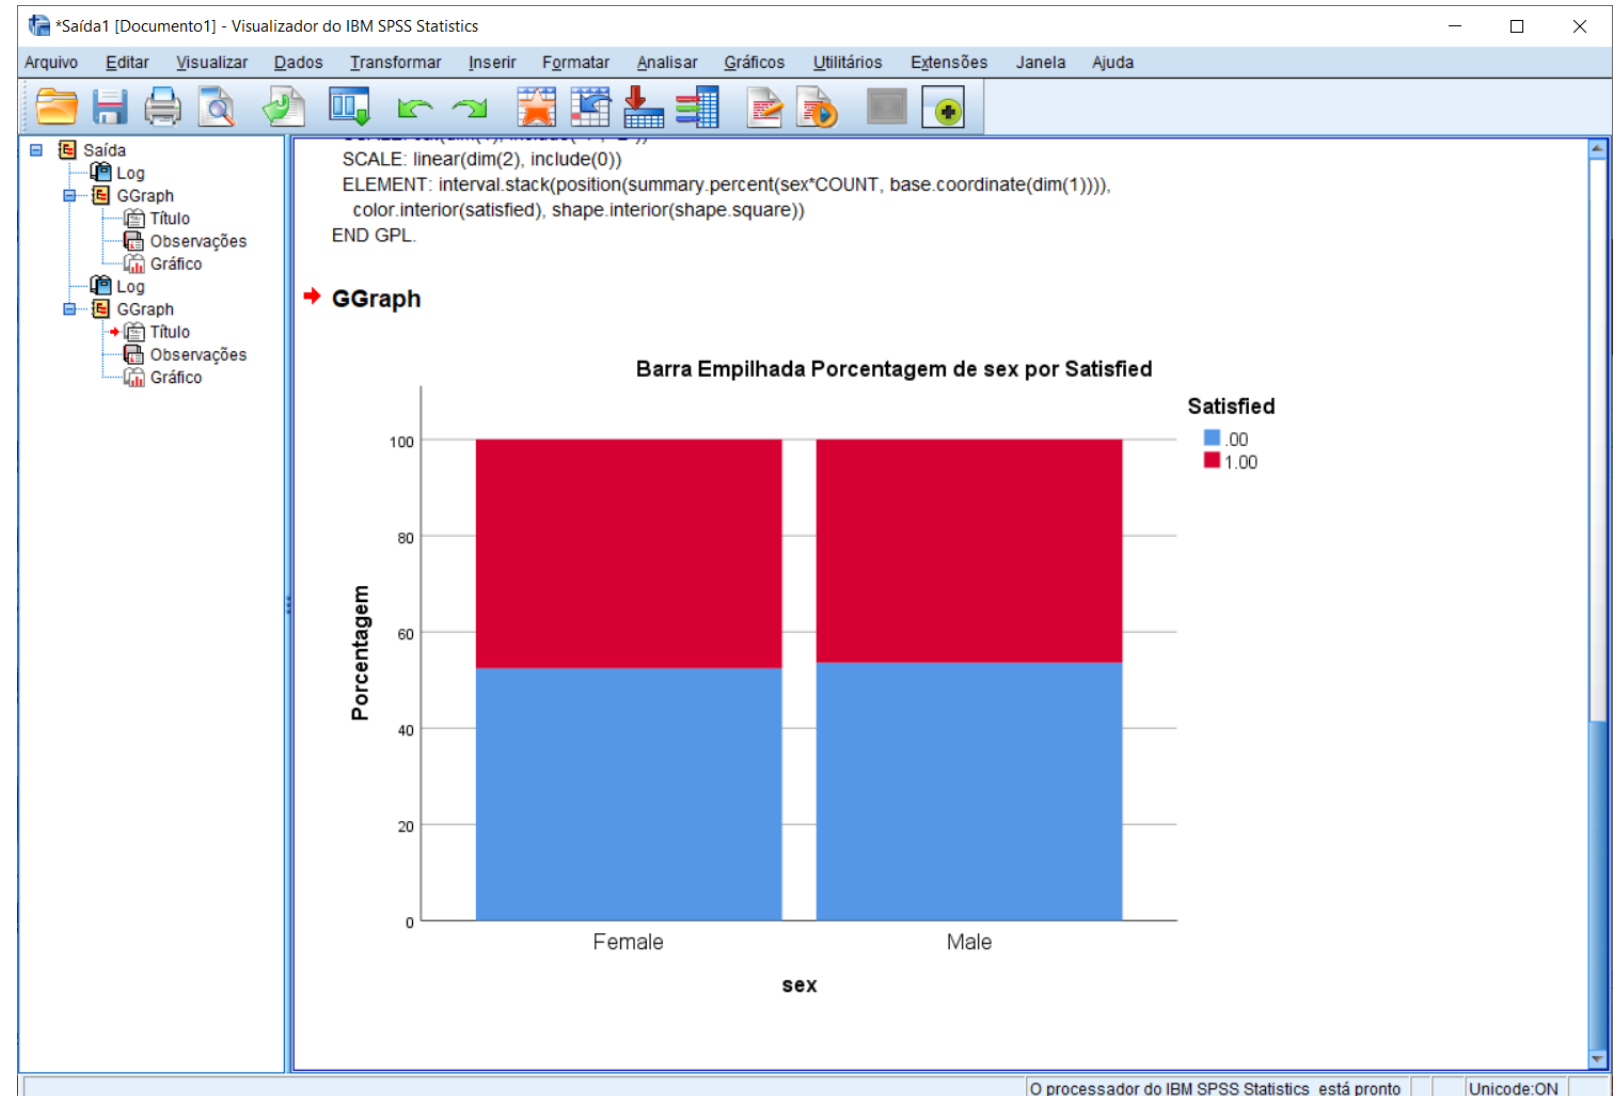 *Saída1 [Documento1] - Visualizador do IBM SPSS Statistics
Arquivo Editar Visualizar Dados Transformar Inserir Formatar Analisar Gráficos Utilitários Extensões Janela Ajuda
Saída
Log
GGraph
Título
Observações
Gráfico
Log
GGraph
Título
Observações
Gráfico
SCALE: linear(dim(2), include(0))
ELEMENT: interval.stack(position(summary.percent(sex*COUNT, base.coordinate(dim(1)))),
color.interior(satisfied), shape.interior(shape.square))
END GPL.
GGraph
Barra Empilhada Porcentagem de sex por Satisfied
Satisfied
.00
1.00
100
80
60
40
20
0
Porcentagem
Female Male
sex
O processador do IBM SPSS Statistics está pronto Unicode:ON